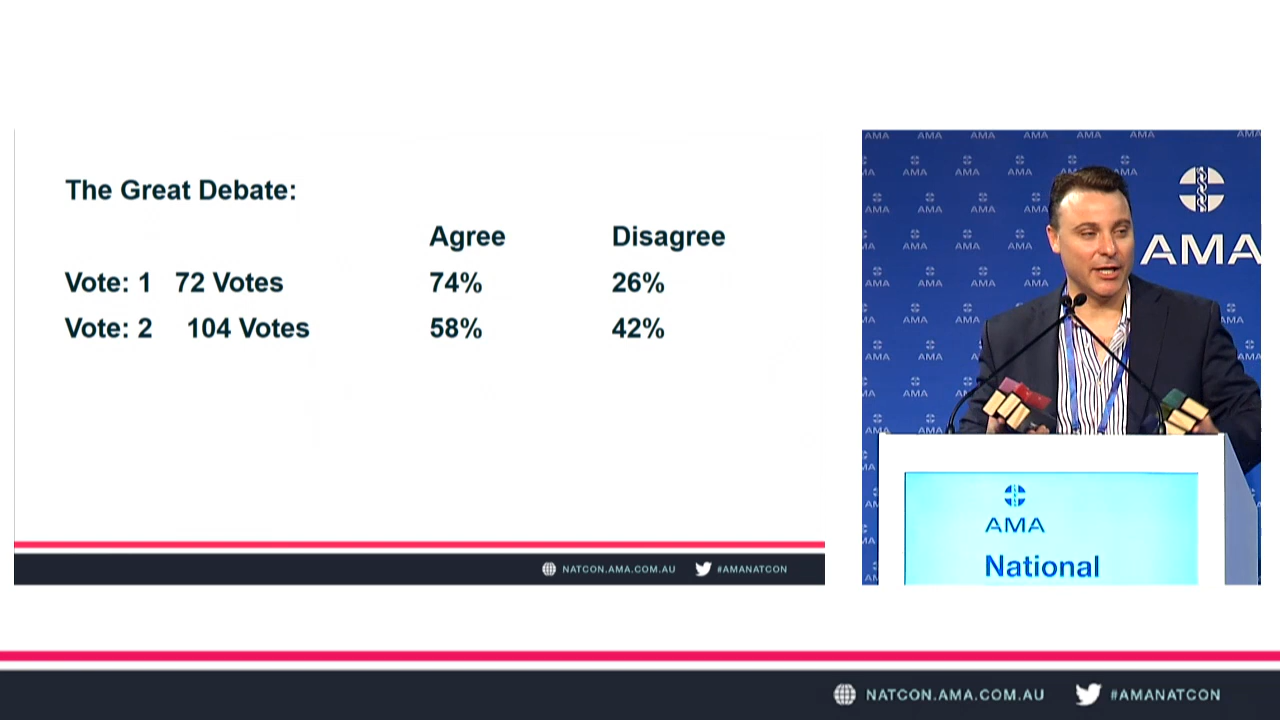 The Great Debate:
Agree Disagree
Vote: 1 72 Votes 74% 26%
Vote: 2 104 Votes 58% 42%
NATCON.AMA.COM.AU #AMANATCON
AMA
AMA
National
NATCON.AMA.COM.AU #AMANATCON